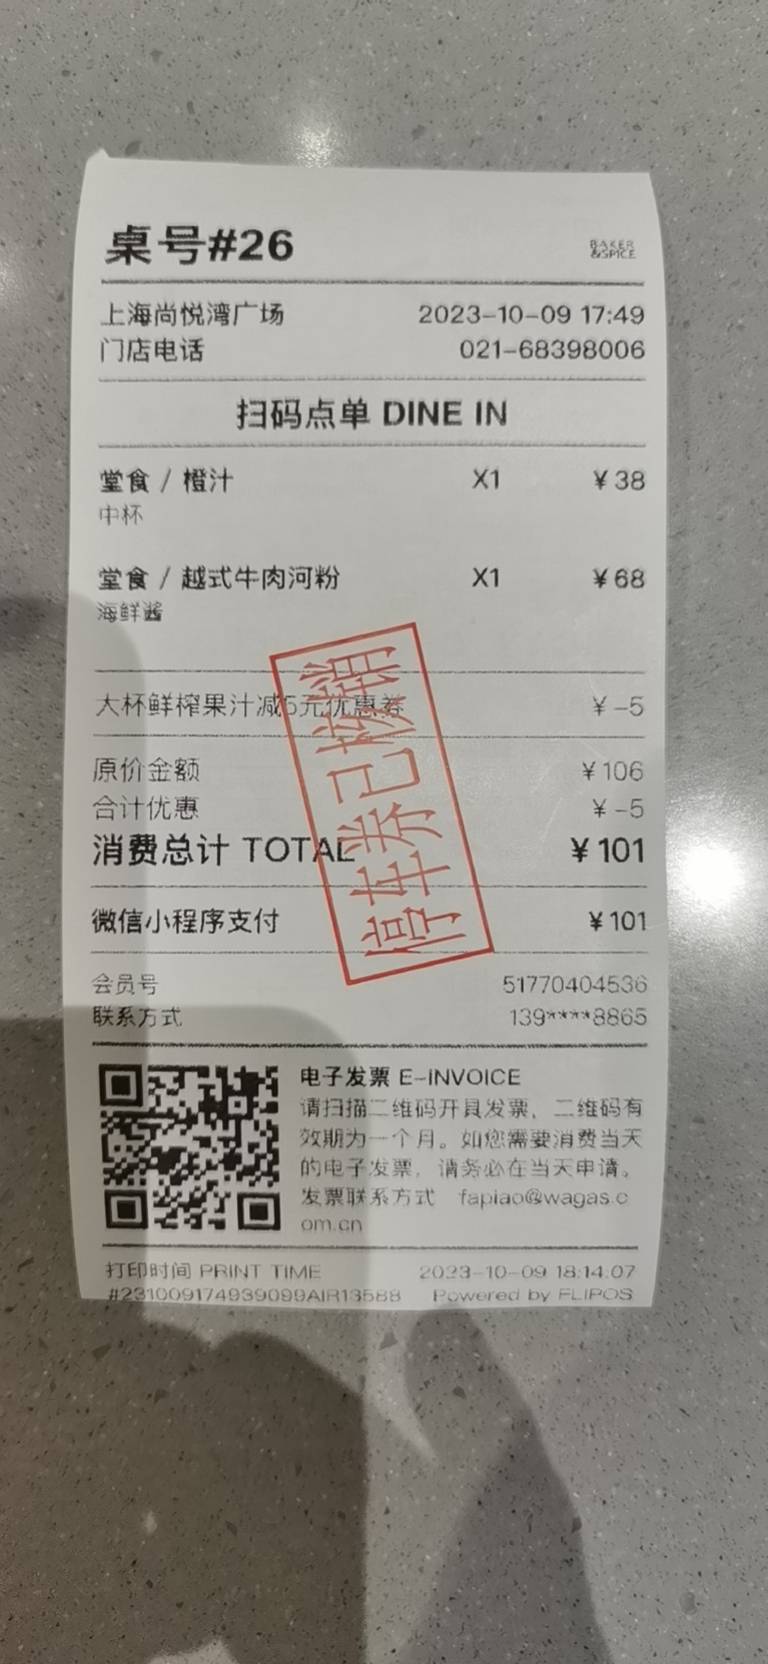 桌号#26
BAKER
&SPICE
上海尚悦湾广场 2023-10-09 17:49
门店电话 021-68398006
扫码点单 DINE IN
堂食 / 橙汁 X1 ¥38
中杯
堂食 / 越式牛肉河粉 X1 ¥68
海鲜酱
大杯鲜榨果汁减5元优惠券 ¥-5
原价金额 ¥106
合计优惠 ¥-5
消费总计 TOTAL ¥101
微信小程序支付 ¥101
停车券已核销
会员号 51770404536
联系方式 139****8865
电子发票 E-INVOICE
请扫描二维码开具发票，二维码有
效期为一个月。如您需要消费当天
的电子发票，请务必在当天申请。
发票联系方式 fapiao@wagas.c
om.cn
打印时间 PRINT TIME 2023-10-09 18:14:07
#231009174939099AIR13588 Powered by FLIPOS